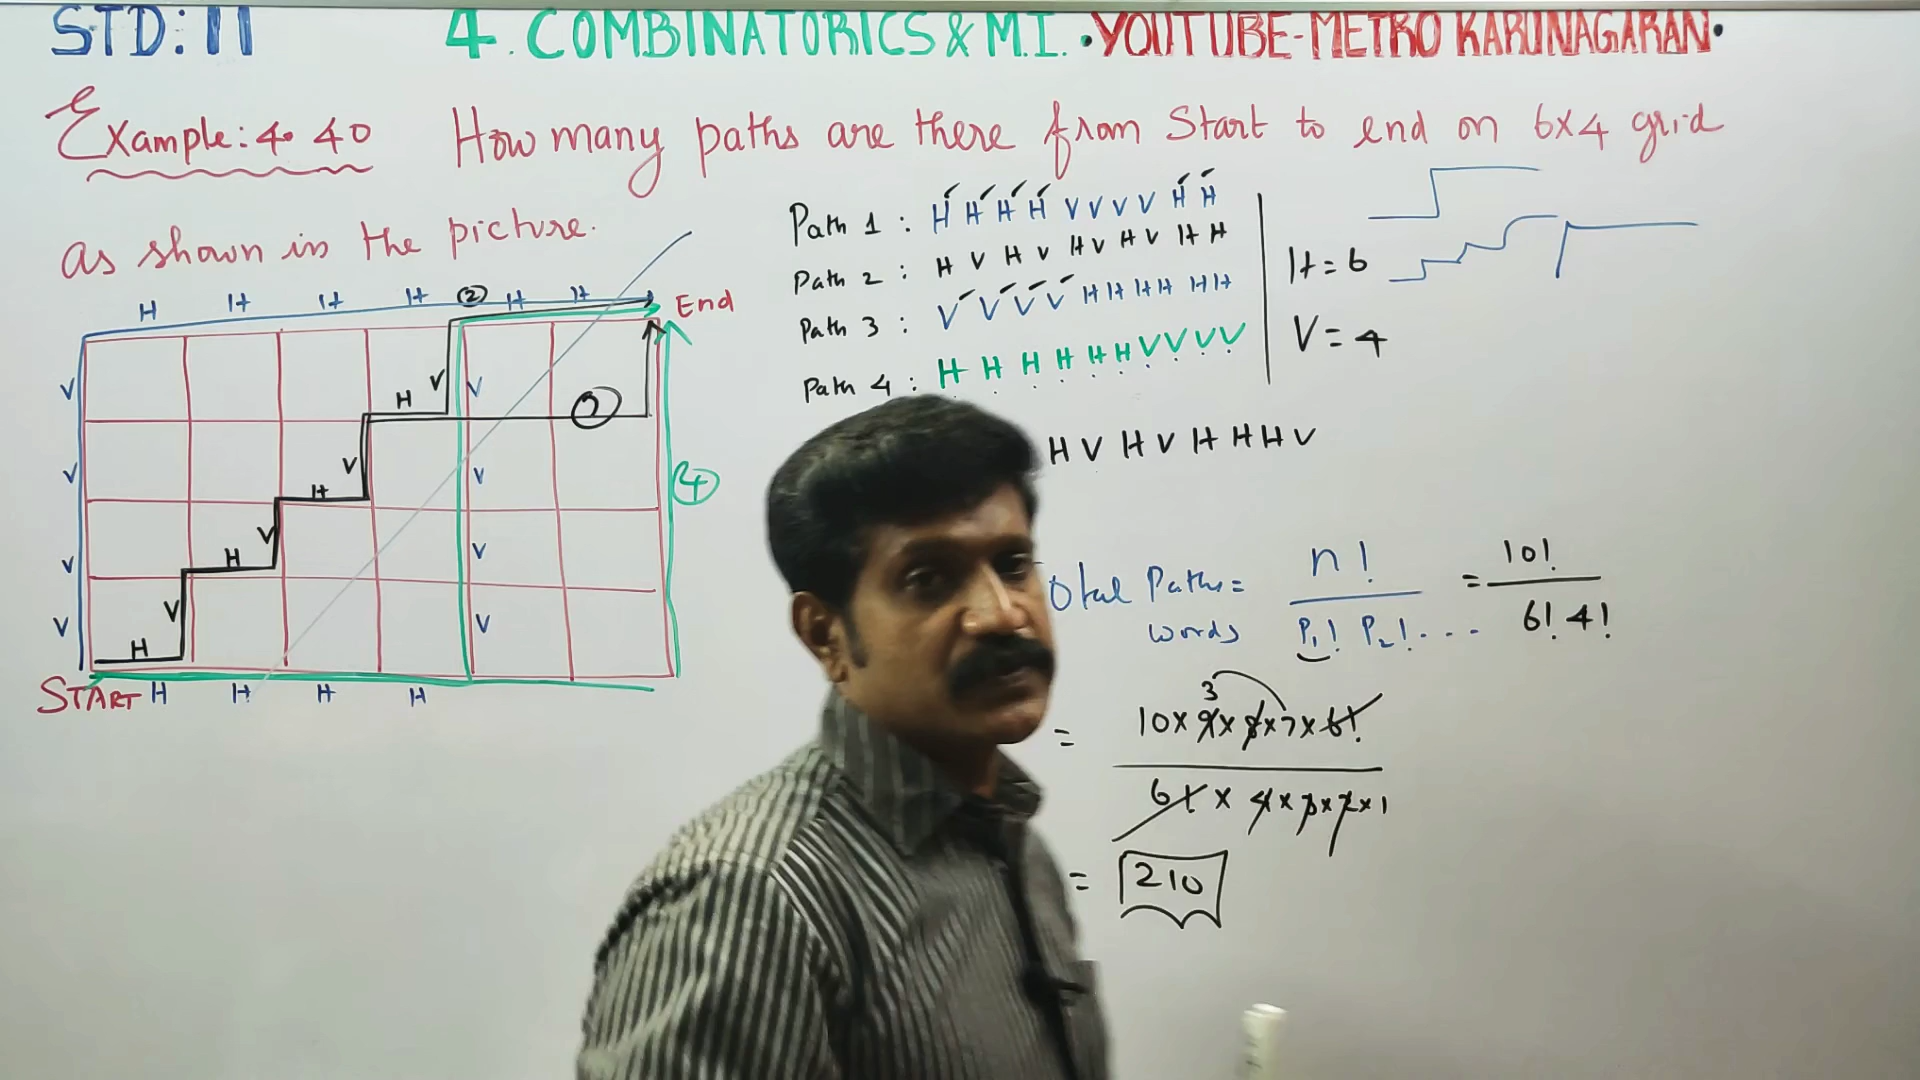 STD: 11 4. COMBINATORICS & M.I. • YOUTUBE-METRO KARUNAGARAN •
Example: 4.40 How many paths are there from Start to end on 6x4 grid
as shown in the picture.
Path 1 : H H H H V V V V H H
Path 2 : H V H V H V H V H H
Path 3 : V V V V H H H H H H
Path 4 : H H H H H H V V V V
H V H V H H H V
H = 6
V = 4
H H H H 2 H H
End
V V V V
H V H V H V H V
V V V V
3
4
START H H H H
otal Paths = n! / P1! P2! .... = 10! / 6! 4!
words
= 10 x 9 x 8 x 7 x 6! / 6! x 4 x 3 x 2 x 1
3
= 210